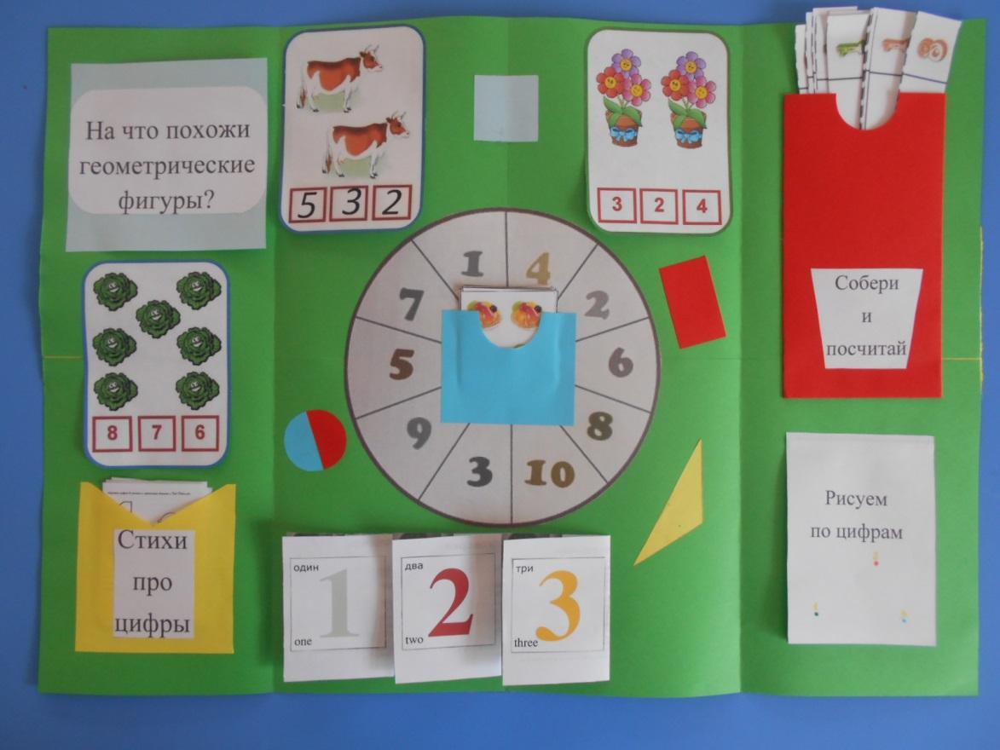 На что похожи
геометрические
фигуры?
5 3 2
3 2 4
Собери
и
посчитай
8 7 6
1
4
2
6
8
10
3
9
5
7
Стихи
про
цифры
один
1
one
два
2
two
три
3
three
Рисуем
по цифрам